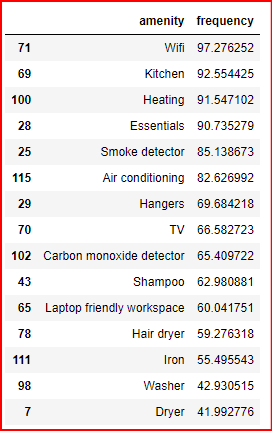 amenity frequency
71 Wifi 97.276252
69 Kitchen 92.554425
100 Heating 91.547102
28 Essentials 90.735279
25 Smoke detector 85.138673
115 Air conditioning 82.626992
29 Hangers 69.684218
70 TV 66.582723
102 Carbon monoxide detector 65.409722
43 Shampoo 62.980881
65 Laptop friendly workspace 60.041751
78 Hair dryer 59.276318
111 Iron 55.495543
98 Washer 42.930515
7 Dryer 41.992776